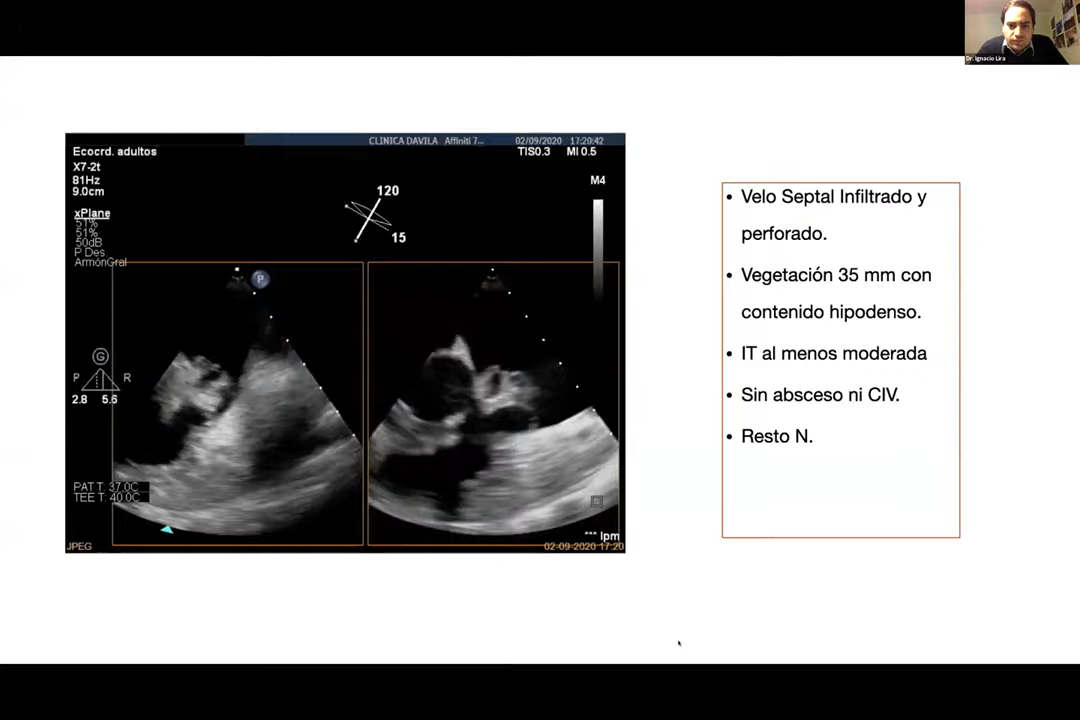 Dr. Ignacio Lira
CLINICA DAVILA Affiniti 7... 02/09/2020 17:20:42
Ecocrd. adultos TIS0.3 MI 0.5
X7-2t
81Hz
9.0cm
M4
120
15
xPlane
51%
51%
50dB
P Des.
ArmónGral
P
G
P R
2.8 5.6
PAT T: 37.0C
TEE T: 40.0C
*** lpm
JPEG 02-09-2020 17:20
• Velo Septal Infiltrado y
perforado.
• Vegetación 35 mm con
contenido hipodenso.
• IT al menos moderada
• Sin absceso ni CIV.
• Resto N.